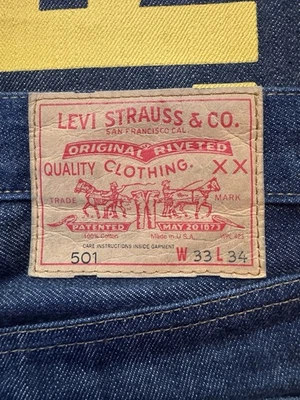 LEVI STRAUSS & CO.
SAN FRANCISCO CAL.
ORIGINAL RIVETED
QUALITY CLOTHING. XX
TRADE MARK
PATENTED MAY 20 1873
100% Cotton Made in U.S.A.
CARE INSTRUCTIONS INSIDE GARMENT
501 W 33 L 34